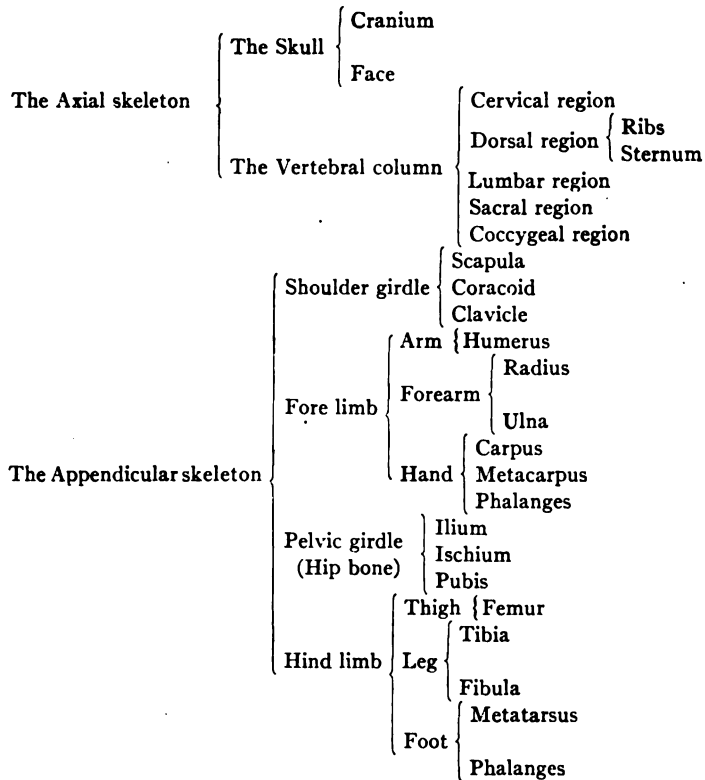 Cranium
The Skull
Face
The Axial skeleton
Cervical region
Dorsal region
Ribs
Sternum
The Vertebral column
Lumbar region
Sacral region
Coccygeal region
Scapula
Shoulder girdle
Coracoid
Clavicle
Arm
Humerus
Radius
Fore limb
Forearm
Ulna
Carpus
The Appendicular skeleton
Hand
Metacarpus
Phalanges
Ilium
Pelvic girdle
(Hip bone)
Ischium
Pubis
Thigh
Femur
Tibia
Hind limb
Leg
Fibula
Metatarsus
Foot
Phalanges